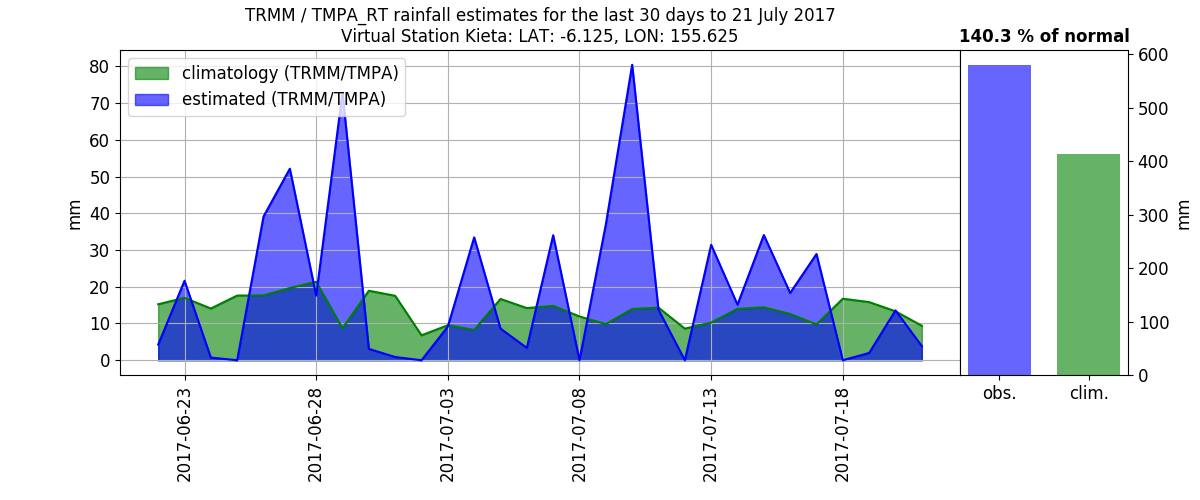 TRMM / TMPA_RT rainfall estimates for the last 30 days to 21 July 2017
Virtual Station Kieta: LAT: -6.125, LON: 155.625
140.3 % of normal
climatology (TRMM/TMPA)
estimated (TRMM/TMPA)
mm
80
70
60
50
40
30
20
10
0
2017-06-23
2017-06-28
2017-07-03
2017-07-08
2017-07-13
2017-07-18
600
500
400
300
200
100
0
mm
obs.
clim.